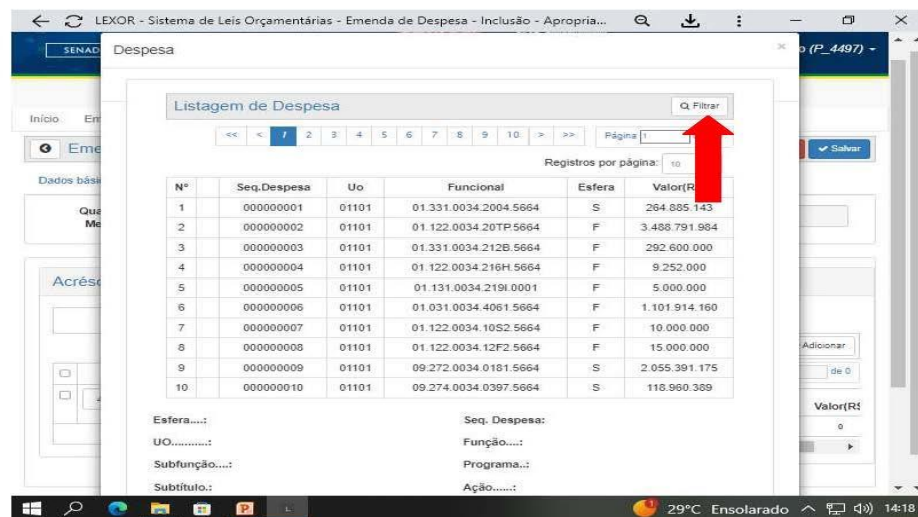 LEXOR - Sistema de Leis Orçamentárias - Emenda de Despesa - Inclusão - Apropria...
SENAD
o (P_4497)
Despesa
×
Início
Eme
Salvar
Dados bási
Qua
Me
Acrésc
Listagem de Despesa
Filtrar
<< < 1 2 3 4 5 6 7 8 9 10 > >> Página 1
Registros por página: 10
Nº Seq.Despesa Uo Funcional Esfera Valor(R
1 000000001 01101 01.331.0034.2004.5664 S 264.885.143
2 000000002 01101 01.122.0034.20TP.5664 F 3.488.791.984
3 000000003 01101 01.331.0034.212B.5664 F 292.600.000
4 000000004 01101 01.122.0034.216H.5664 F 9.252.000
5 000000005 01101 01.131.0034.219I.0001 F 5.000.000
6 000000006 01101 01.031.0034.4061.5664 F 1.101.914.160
7 000000007 01101 01.122.0034.10S2.5664 F 10.000.000
8 000000008 01101 01.122.0034.12F2.5664 F 15.000.000
9 000000009 01101 09.272.0034.0181.5664 S 2.055.391.175
10 000000010 01101 09.274.0034.0397.5664 S 118.960.389
Adicionar
de 0
Valor(R$
0
Esfera....: Seq. Despesa:
UO..........: Função....:
Subfunção....: Programa..:
Subtítulo.: Ação......:
29°C Ensolarado 14:18